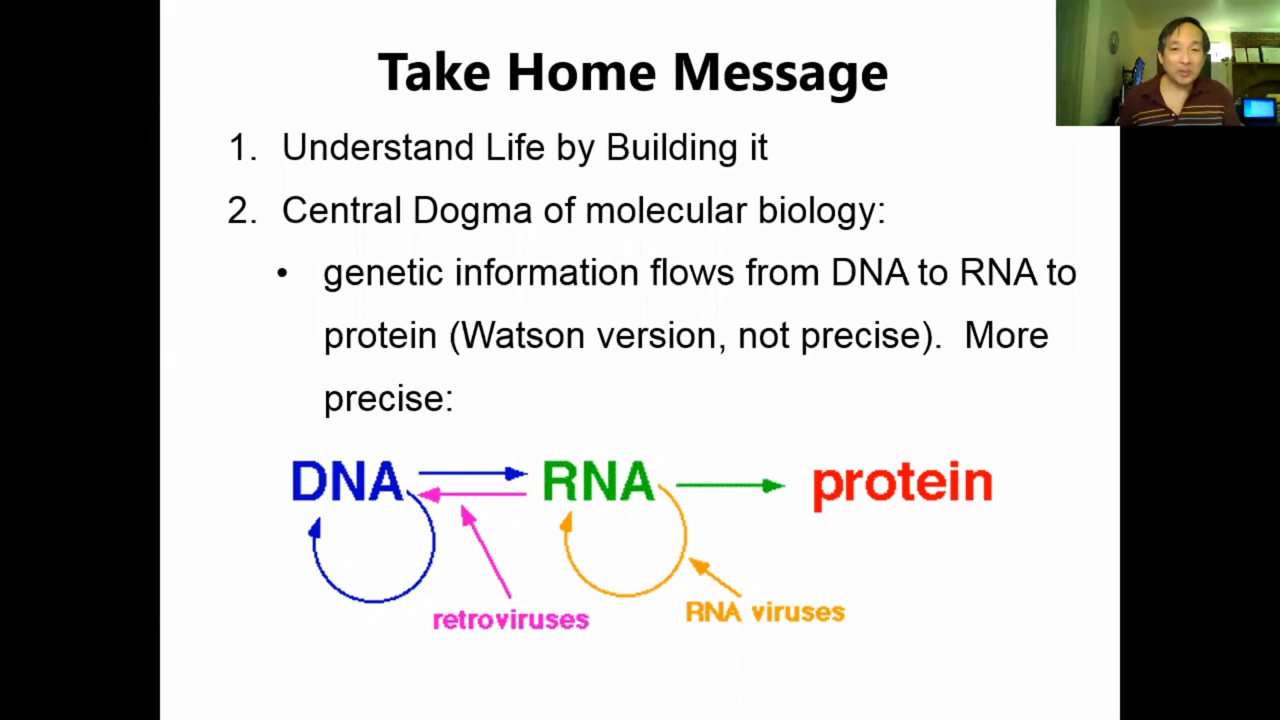 Take Home Message
1. Understand Life by Building it
2. Central Dogma of molecular biology:
• genetic information flows from DNA to RNA to
protein (Watson version, not precise). More
precise:
DNA RNA protein
retroviruses RNA viruses